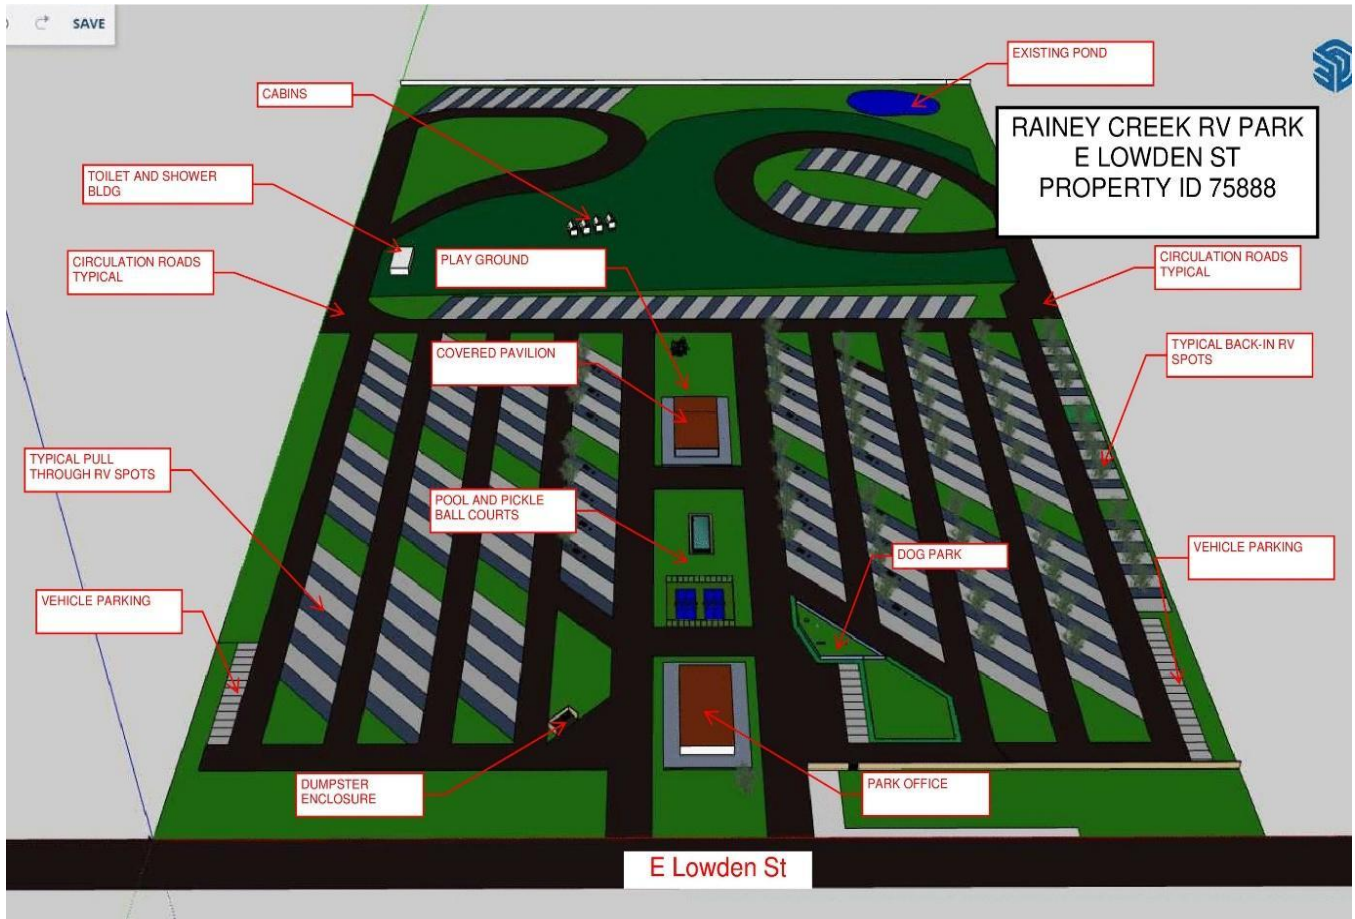 SAVE
EXISTING POND
CABINS
RAINEY CREEK RV PARK
E LOWDEN ST
PROPERTY ID 75888
TOILET AND SHOWER
BLDG
CIRCULATION ROADS
TYPICAL
PLAY GROUND
CIRCULATION ROADS
TYPICAL
COVERED PAVILION
TYPICAL BACK-IN RV
SPOTS
TYPICAL PULL
THROUGH RV SPOTS
POOL AND PICKLE
BALL COURTS
DOG PARK
VEHICLE PARKING
VEHICLE PARKING
DUMPSTER
ENCLOSURE
PARK OFFICE
E Lowden St